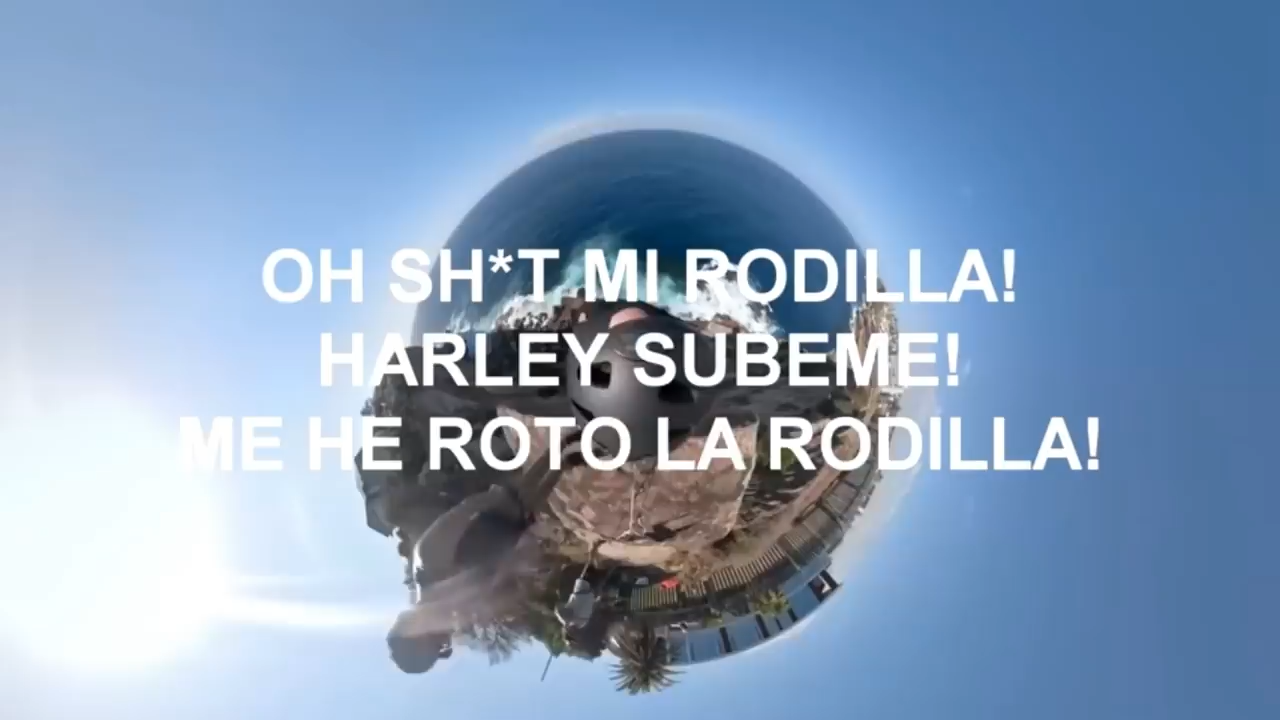 OH SH*T MI RODILLA!
HARLEY SUBEME!
ME HE ROTO LA RODILLA!